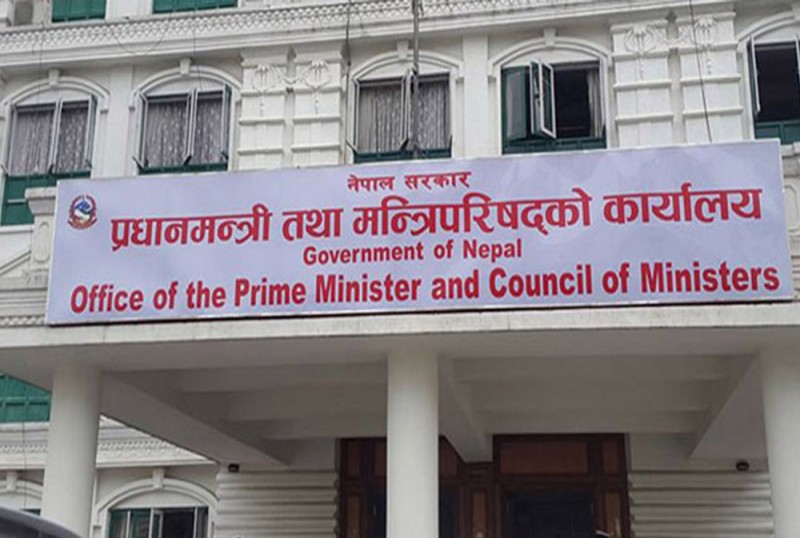 नेपाल सरकार
प्रधानमन्त्री तथा मन्त्रिपरिषद्को कार्यालय
Government of Nepal
Office of the Prime Minister and Council of Ministers